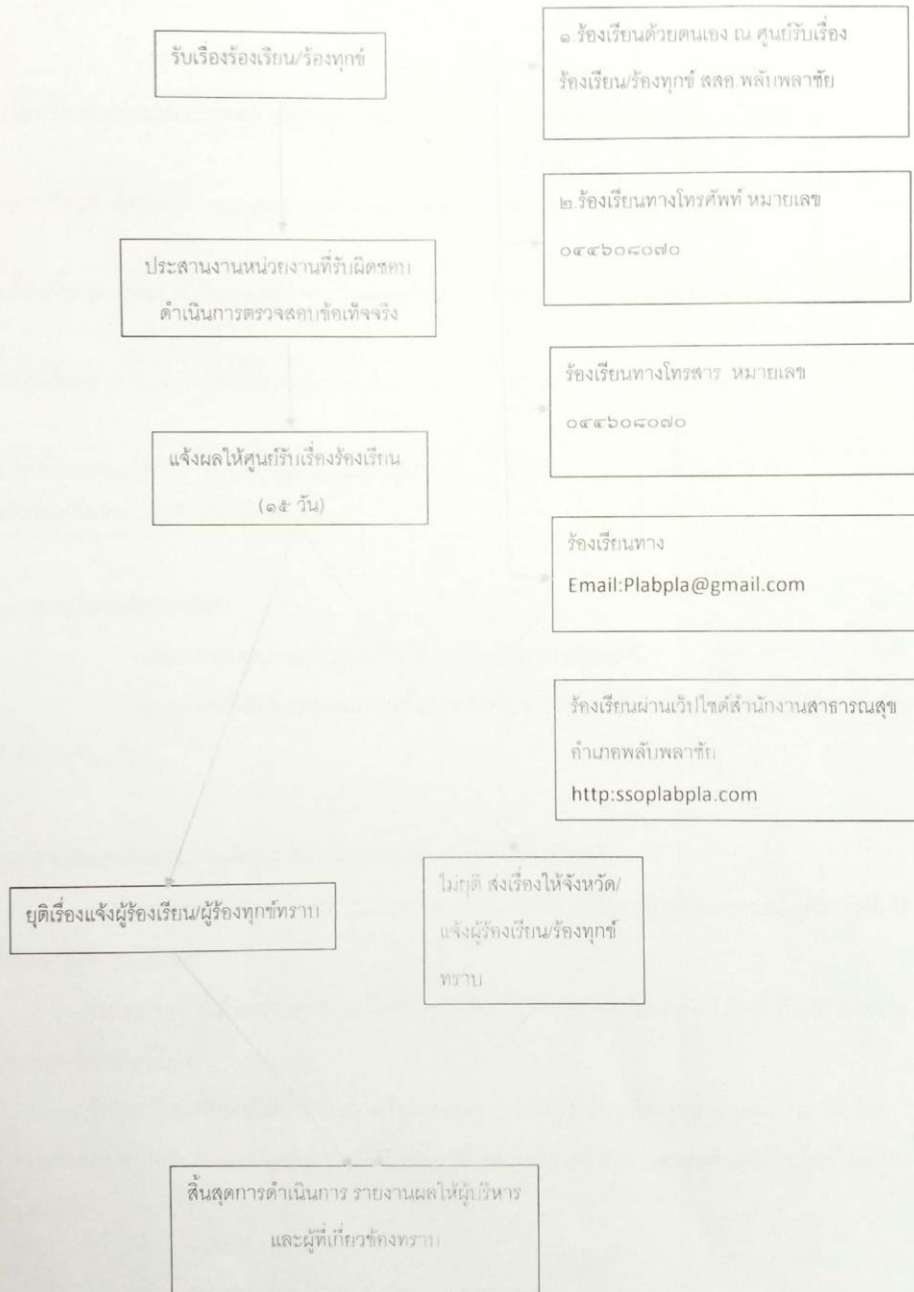 รับเรื่องร้องเรียน/ร้องทุกข์
๑.ร้องเรียนด้วยตนเอง ณ ศูนย์รับเรื่อง
ร้องเรียน/ร้องทุกข์ สสอ.พลับพลาชัย
๒.ร้องเรียนทางโทรศัพท์ หมายเลข
๐๔๔๖๐๘๐๗๐
ประสานงานหน่วยงานที่รับผิดชอบ
ดำเนินการตรวจสอบข้อเท็จจริง
ร้องเรียนทางโทรสาร หมายเลข
๐๔๔๖๐๘๐๗๐
แจ้งผลให้ศูนย์รับเรื่องร้องเรียน
(๑๕ วัน)
ร้องเรียนทาง
Email:Plabpla@gmail.com
ร้องเรียนผ่านเว็ปไซต์สำนักงานสาธารณสุข
อำเภอพลับพลาชัย
http:ssoplabpla.com
ยุติเรื่องแจ้งผู้ร้องเรียน/ผู้ร้องทุกข์ทราบ
ไม่ยุติ ส่งเรื่องให้จังหวัด/
แจ้งผู้ร้องเรียน/ร้องทุกข์
ทราบ
สิ้นสุดการดำเนินการ รายงานผลให้ผู้บริหาร
และผู้ที่เกี่ยวข้องทราบ